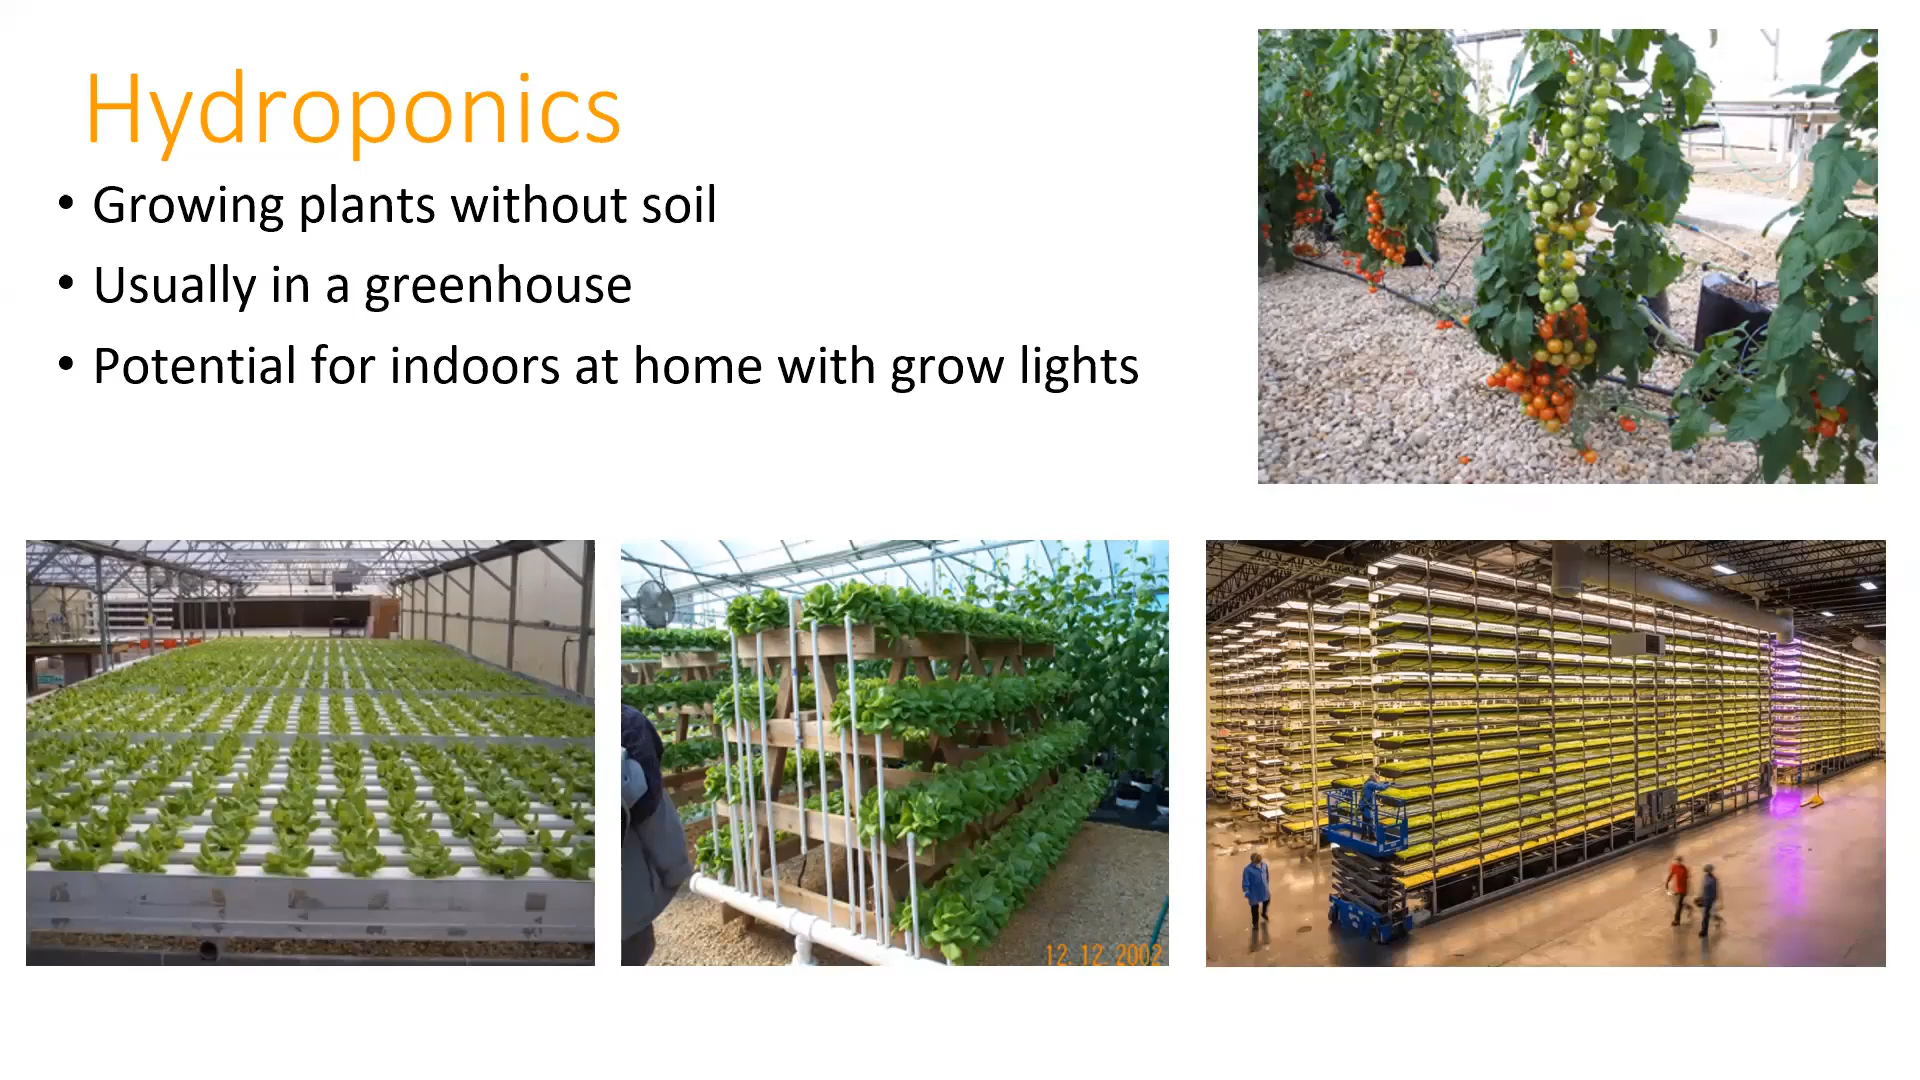 Hydroponics
• Growing plants without soil
• Usually in a greenhouse
• Potential for indoors at home with grow lights
12. 12. 2002